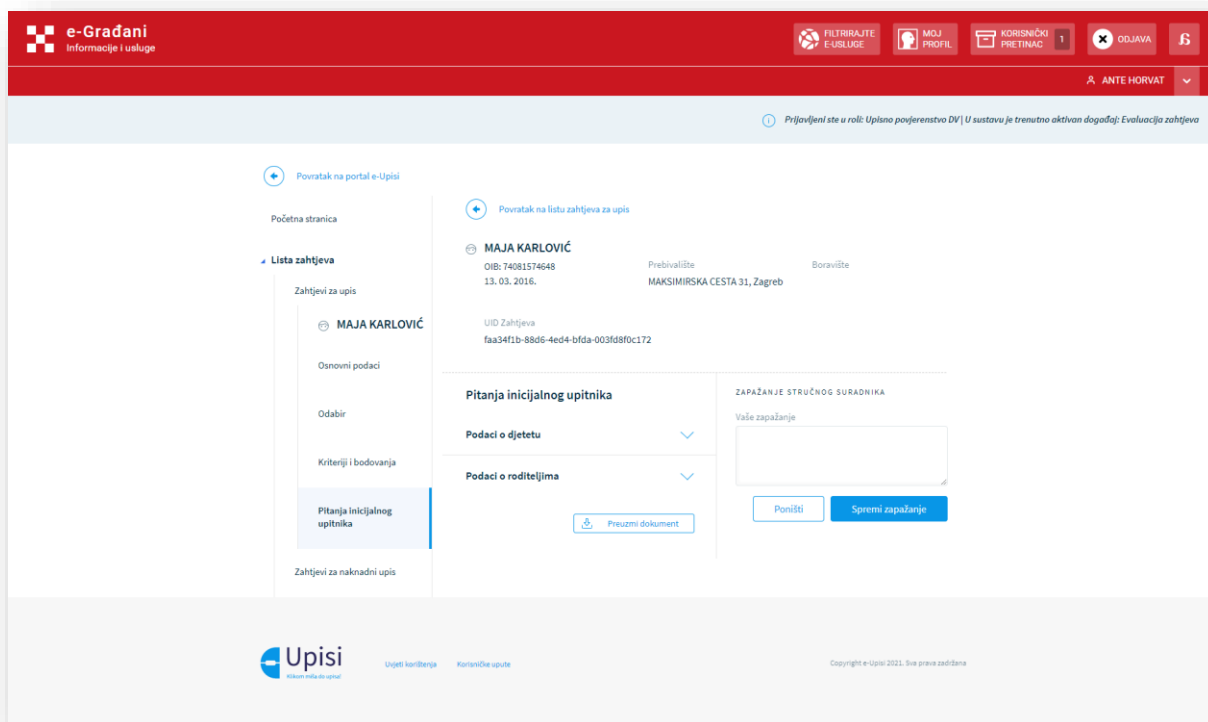 e-Građani
Informacije i usluge
FILTRIRAJTE
E-USLUGE
MOJ
PROFIL
KORISNIČKI
PRETINAC
1
ODJAVA
ANTE HORVAT
Prijavljeni ste u roli: Upisno povjerenstvo DV | U sustavu je trenutno aktivan događaj: Evaluacija zahtjeva
Povratak na portal e-Upisi
Početna stranica
Lista zahtjeva
Zahtjevi za upis
MAJA KARLOVIĆ
Osnovni podaci
Odabir
Kriteriji i bodovanja
Pitanja inicijalnog
upitnika
Zahtjevi za naknadni upis
Povratak na listu zahtjeva za upis
MAJA KARLOVIĆ
OIB: 74081574648
13. 03. 2016.
Prebivalište
MAKSIMIRSKA CESTA 31, Zagreb
Boravište
UID Zahtjeva
faa34f1b-88d6-4ed4-bfda-003fd8f0c172
Pitanja inicijalnog upitnika
Podaci o djetetu
Podaci o roditeljima
Preuzmi dokument
ZAPAŽANJE STRUČNOG SURADNIKA
Vaše zapažanje
Poništi
Spremi zapažanje
Upisi
Klikom miša do upisa!
Uvjeti korištenja
Korisničke upute
Copyright e-Upisi 2021. Sva prava zadržana